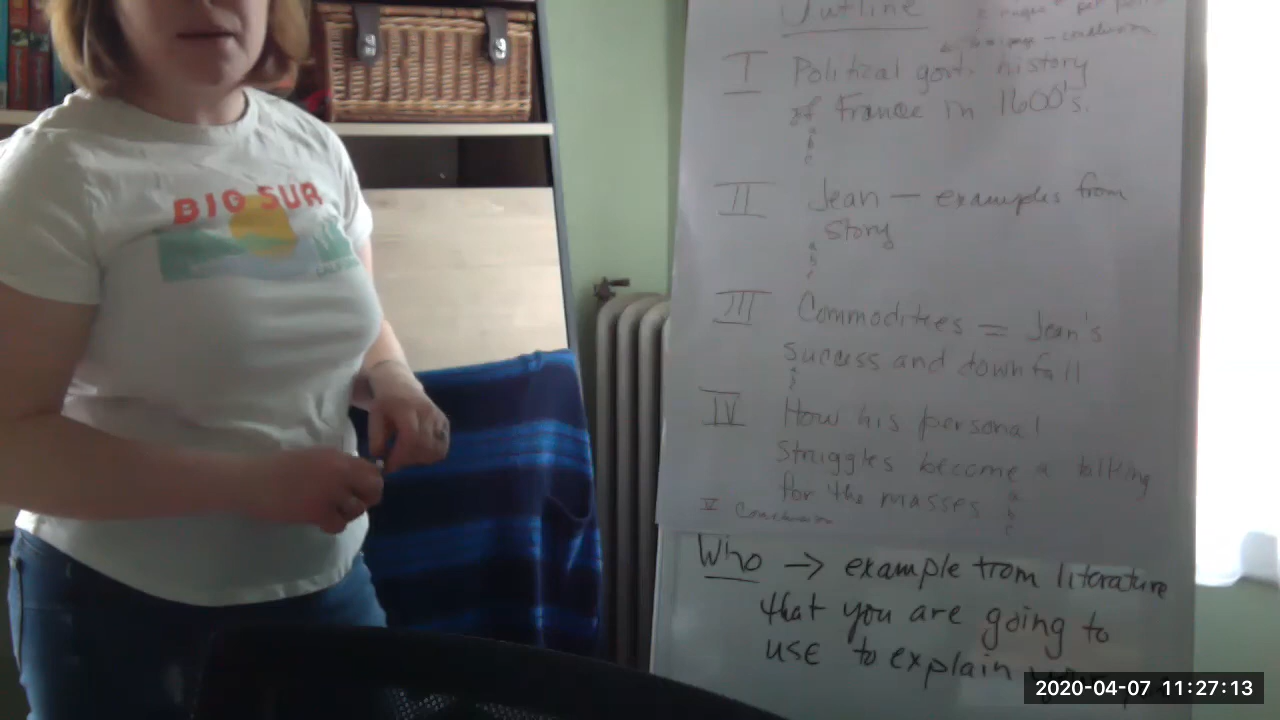 BIG SUR
Outline
I Political govt. history
of France in 1600's.
a
b
c
II Jean — examples from
story
a
b
c
III Commodities = Jean's
success and downfall
IV How his personal
struggles become a
for the masses
a
b
c
V Conclusion
Who → example from literature
that you are going to
use to explain
2020-04-07 11:27:13